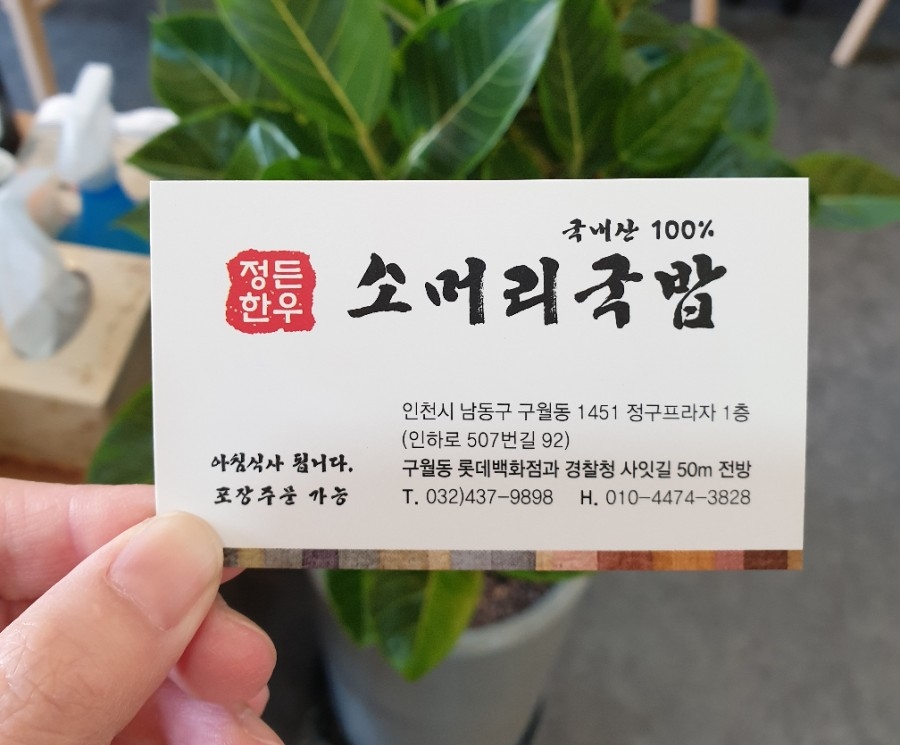 국내산 100%
정든
한우
소머리국밥
인천시 남동구 구월동 1451 정구프라자 1층
(인하로 507번길 92)
구월동 롯데백화점과 경찰청 사잇길 50m 전방
T. 032)437-9898 H. 010-4474-3828
아침식사 됩니다.
포장주문 가능